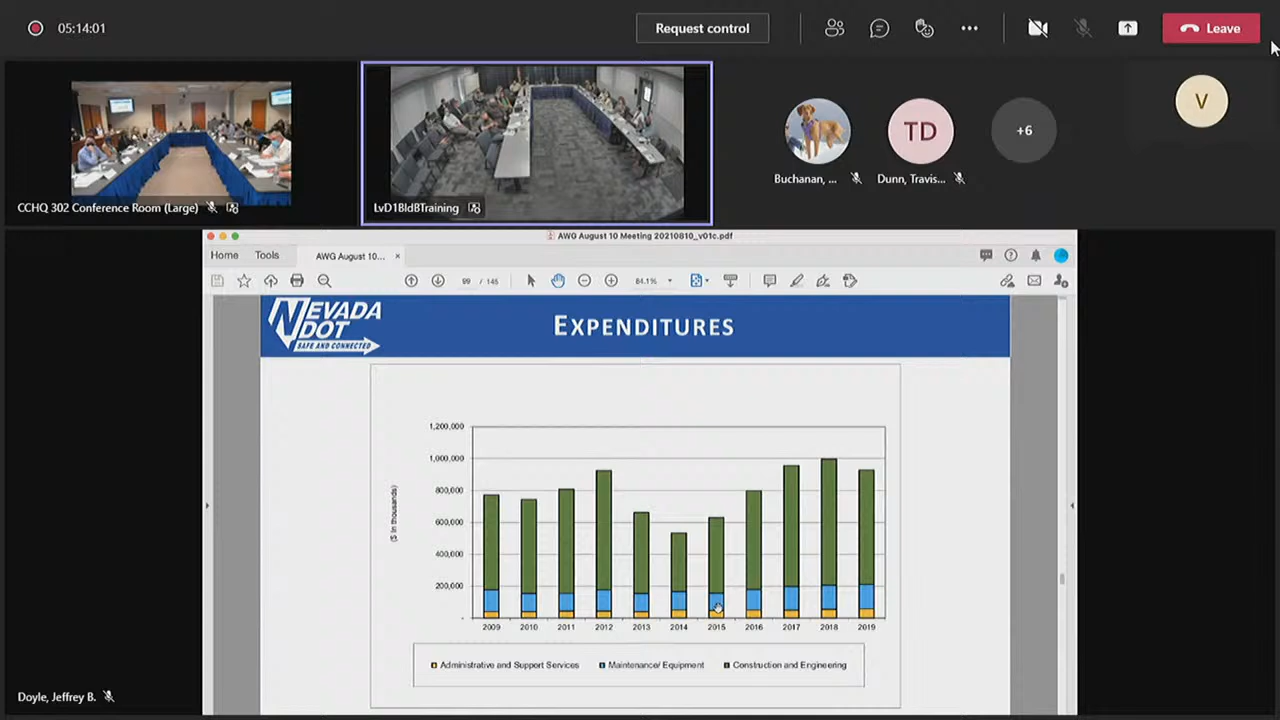 05:14:01
Request control
Leave
CCHQ 302 Conference Room (Large)
LvD1BldBTraining
Buchanan, ...
TD
Dunn, Travis...
+6
V
AWG August 10 Meeting 20210810_v01c.pdf
Home
Tools
AWG August 10...
99 / 145
84.1%
NEVADA
DOT
SAFE AND CONNECTED
EXPENDITURES
1,200,000
1,000,000
800,000
600,000
400,000
200,000
-
($ in thousands)
2009 2010 2011 2012 2013 2014 2015 2016 2017 2018 2019
Administrative and Support Services Maintenance/ Equipment Construction and Engineering
Doyle, Jeffrey B.